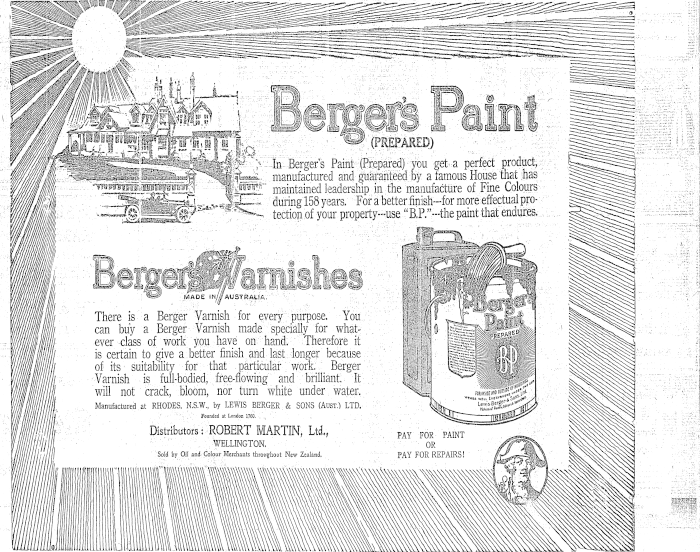 Berger's Paint
(PREPARED)
In Berger's Paint (Prepared) you get a perfect product,
manufactured and guaranteed by a famous House that has
maintained leadership in the manufacture of Fine Colours
during 158 years. For a better finish---for more effectual pro-
tection of your property---use "B.P."---the paint that endures.
Berger's Varnishes
MADE IN AUSTRALIA.
There is a Berger Varnish for every purpose. You
can buy a Berger Varnish made specially for what-
ever class of work you have on hand. Therefore it
is certain to give a better finish and last longer because
of its suitability for that particular work. Berger
Varnish is full-bodied, free-flowing and brilliant. It
will not crack, bloom, nor turn white under water.
Manufactured at RHODES, N.S.W., by LEWIS BERGER & SONS (AUST.) LTD.
Founded at London 1760.
Distributors: ROBERT MARTIN, Ltd.,
WELLINGTON.
Sold by Oil and Colour Merchants throughout New Zealand.
Berger
Paint
PREPARED
BP
Lewis Berger & Sons
PAY FOR PAINT
OR
PAY FOR REPAIRS!